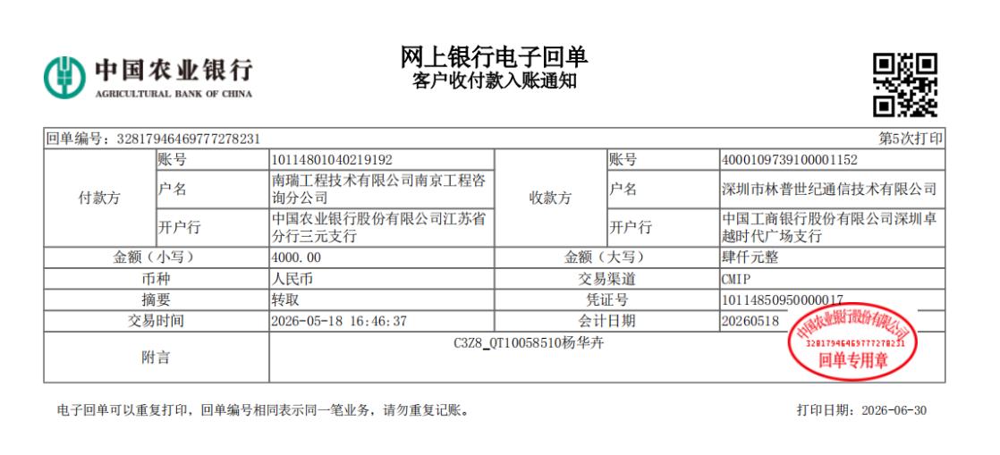 中国农业银行
AGRICULTURAL BANK OF CHINA
网上银行电子回单
客户收付款入账通知
回单编号：32817946469777278231
第5次打印
付款方
账号
10114801040219192
收款方
账号
4000109739100001152
户名
南瑞工程技术有限公司南京工程咨
询分公司
户名
深圳市林普世纪通信技术有限公司
开户行
中国农业银行股份有限公司江苏省
分行三元支行
开户行
中国工商银行股份有限公司深圳卓
越时代广场支行
金额（小写）
4000.00
金额（大写）
肆仟元整
币种
人民币
交易渠道
CMIP
摘要
转取
凭证号
10114850950000017
交易时间
2026-05-18 16:46:37
会计日期
20260518
附言
C3Z8_QT10058510杨华卉
中国农业银行股份有限公司
32817946469777278231
回单专用章
电子回单可以重复打印，回单编号相同表示同一笔业务，请勿重复记账。
打印日期：2026-06-30